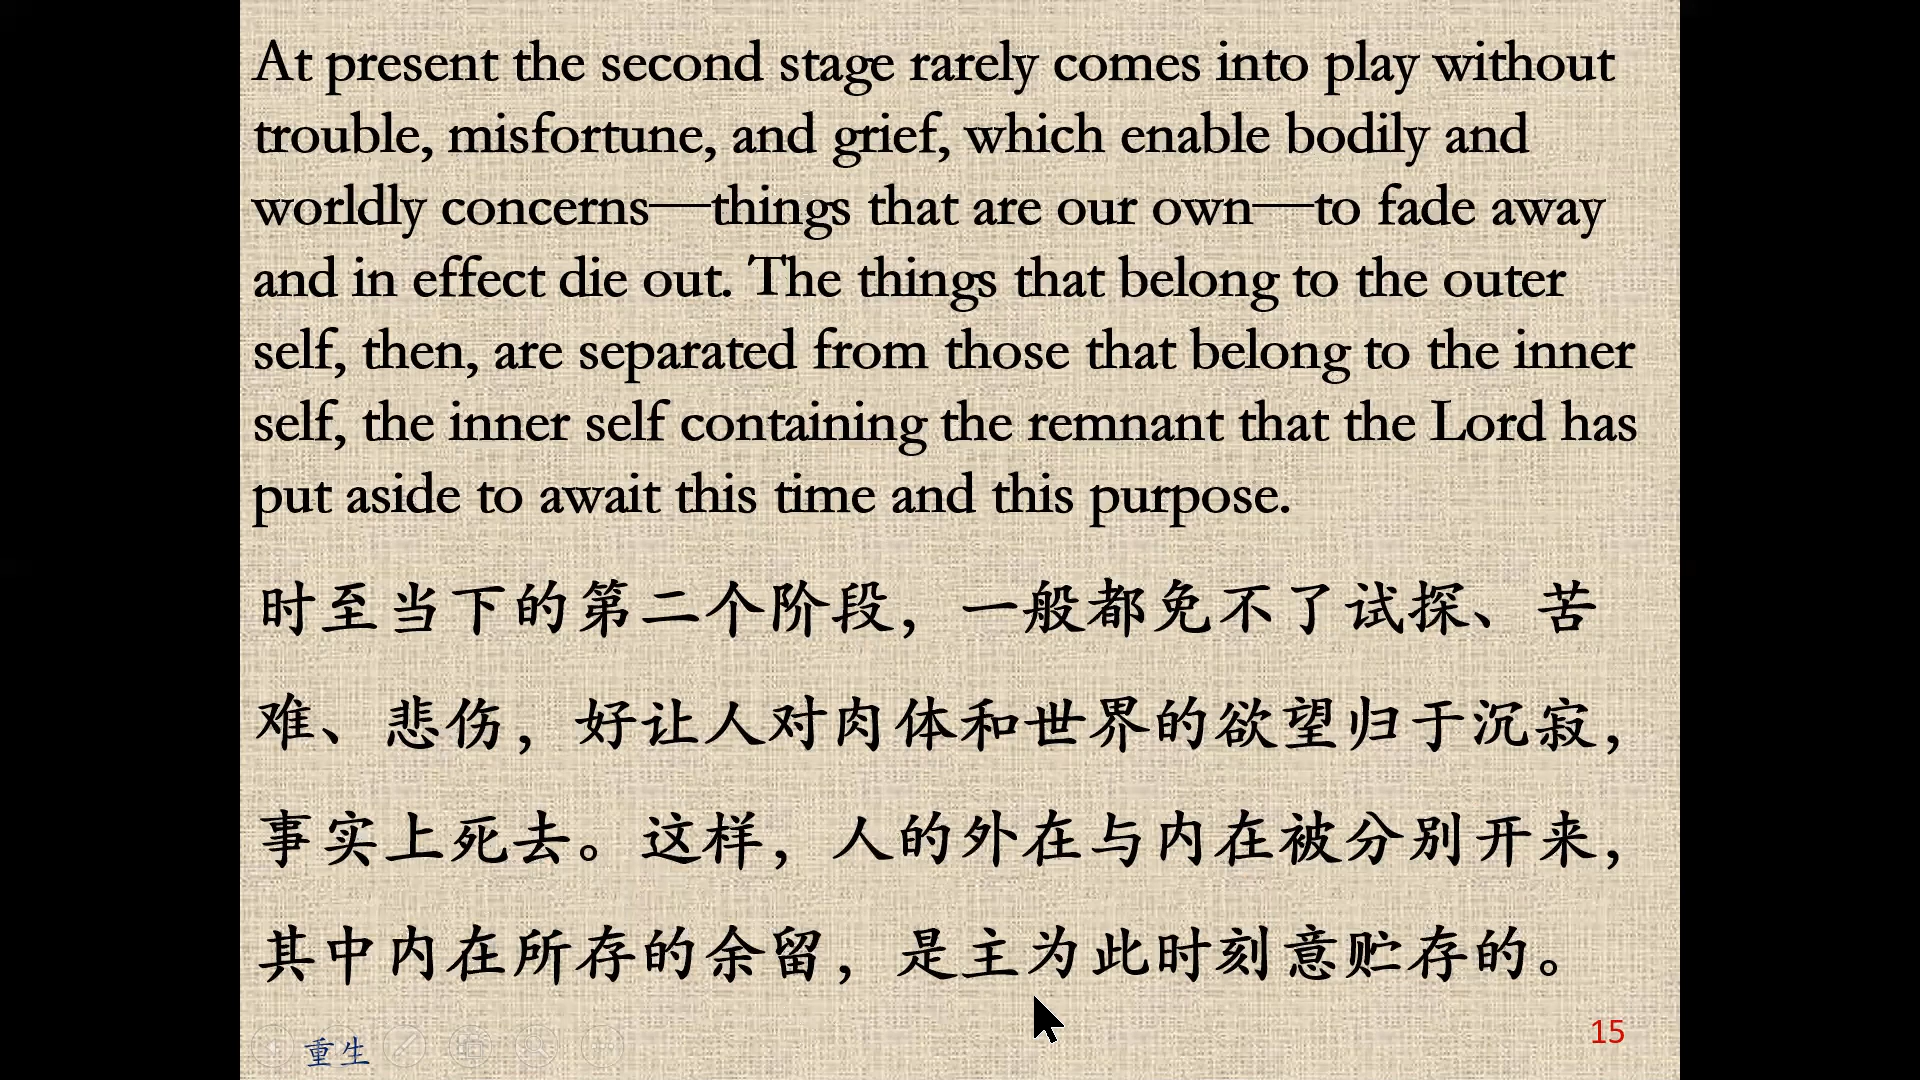 At present the second stage rarely comes into play without
trouble, misfortune, and grief, which enable bodily and
worldly concerns—things that are our own—to fade away
and in effect die out. The things that belong to the outer
self, then, are separated from those that belong to the inner
self, the inner self containing the remnant that the Lord has
put aside to await this time and this purpose.
时至当下的第二个阶段，一般都免不了试探、苦
难、悲伤，好让人对肉体和世界的欲望归于沉寂，
事实上死去。这样，人的外在与内在被分别开来，
其中内在所存的余留，是主为此时刻意贮存的。
重生
15